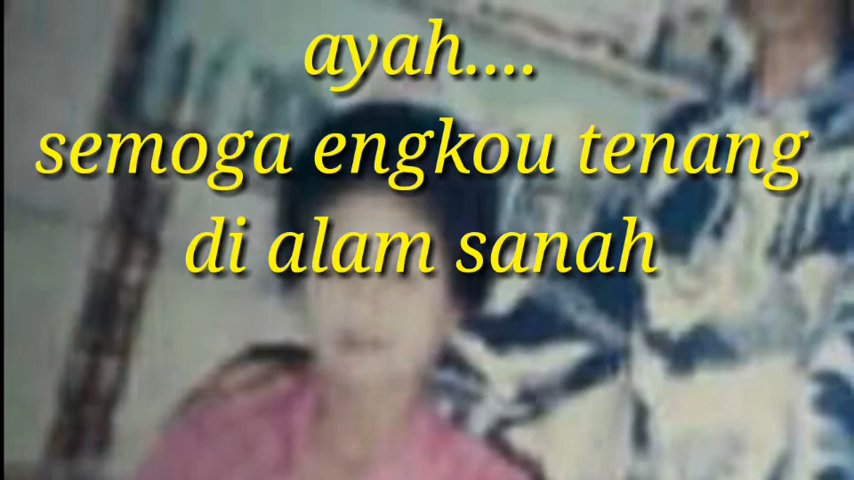 ayah....
semoga engkou tenang
di alam sanah